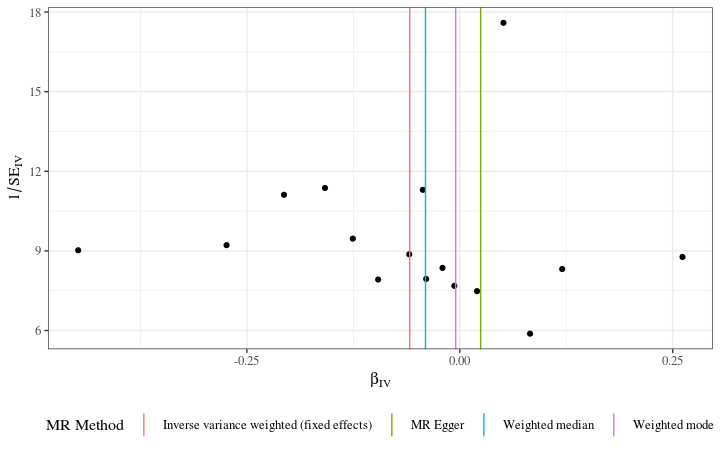 18
15
12
9
6
1/SE_IV
-0.25
0.00
0.25
β_IV
MR Method
Inverse variance weighted (fixed effects)
MR Egger
Weighted median
Weighted mode